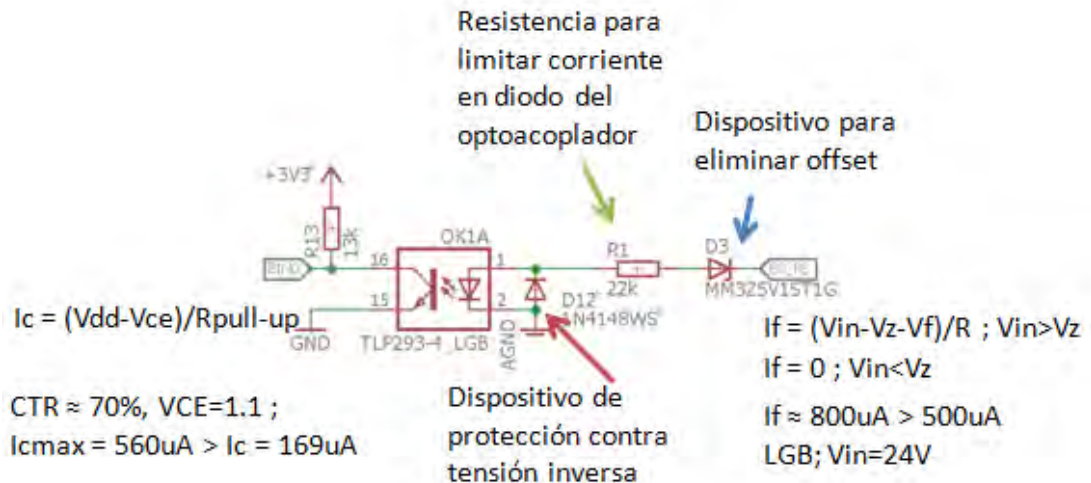 Resistencia para
limitar corriente
en diodo del
optoacoplador
Dispositivo para
eliminar offset
+3V3
R13
13k
OK1A
16
15
1
2
R1
22k
D3
MM3Z5V1ST1G
D12
1N4148WS
GND
TLP293-4_LGB
AGND
Ic = (Vdd-Vce)/Rpull-up
CTR ≈ 70%, VCE=1.1 ;
Icmax = 560uA > Ic = 169uA
Dispositivo de
protección contra
tensión inversa
If = (Vin-Vz-Vf)/R ; Vin>Vz
If = 0 ; Vin<Vz
If ≈ 800uA > 500uA
LGB; Vin=24V